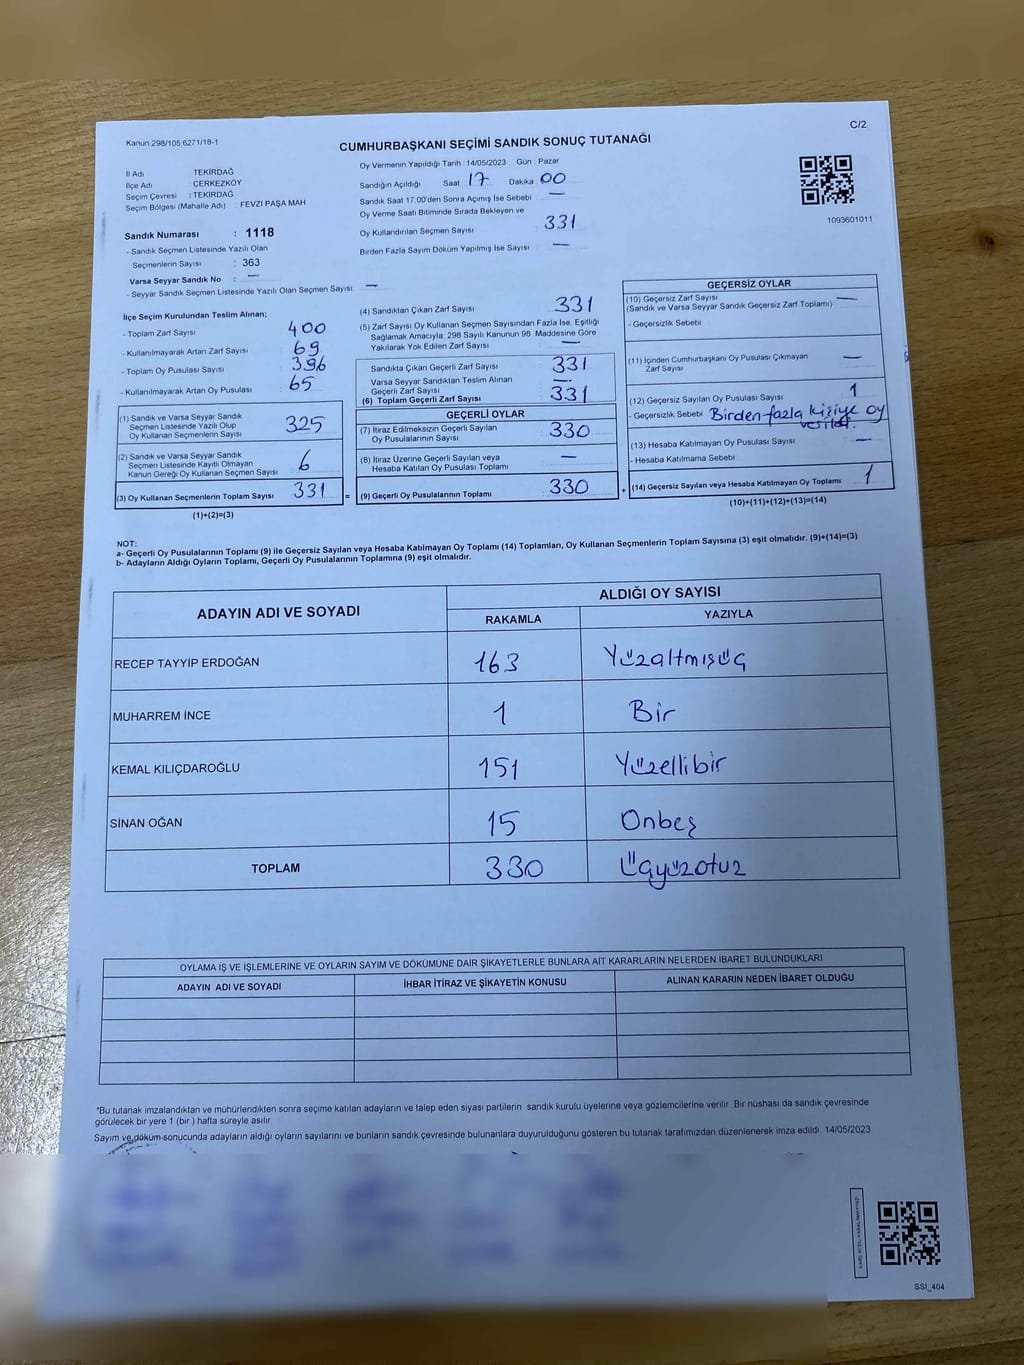 C/2
Kanun:298/105;6271/18-1
CUMHURBAŞKANI SEÇİMİ SANDIK SONUÇ TUTANAĞI
İl Adı TEKİRDAĞ
İlçe Adı ÇERKEZKÖY
Seçim Çevresi : TEKİRDAĞ
Seçim Bölgesi (Mahalle Adı) : FEVZİ PAŞA MAH
Sandık Numarası : 1118
- Sandık Seçmen Listesinde Yazılı Olan
Seçmenlerin Sayısı : 363
Varsa Seyyar Sandık No : —
- Seyyar Sandık Seçmen Listesinde Yazılı Olan Seçmen Sayısı —
Oy Vermenin Yapıldığı Tarih : 14/05/2023 Gün : Pazar
Sandığın Açıldığı Saat 17 Dakika 00
Sandık Saat 17:00'den Sonra Açımış İse Sebebi —
Oy Verme Saati Bitiminde Sırada Bekleyen ve
Oy Kullandırılan Seçmen Sayısı 331
Birden Fazla Sayım Döküm Yapılmış İse Sayısı —
1093601011
İlçe Seçim Kurulundan Teslim Alınan;
- Toplam Zarf Sayısı 400
- Kullanılmayarak Artan Zarf Sayısı 69
- Toplam Oy Pusulası Sayısı 396
- Kullanılmayarak Artan Oy Pusulası 65
(1) Sandık ve Varsa Seyyar Sandık
Seçmen Listesinde Yazılı Olup
Oy Kullanan Seçmenlerin Sayısı 325
(2) Sandık ve Varsa Seyyar Sandık
Seçmen Listesinde Kayıtlı Olmayan
Kanun Gereği Oy Kullanan Seçmen Sayısı 6
(3) Oy Kullanan Seçmenlerin Toplam Sayısı 331 =
(1)+(2)=(3)
(4) Sandıktan Çıkan Zarf Sayısı 331
(5) Zarf Sayısı Oy Kullanan Seçmen Sayısından Fazla İse, Eşitliği
Sağlamak Amacıyla, 298 Sayılı Kanunun 98. Maddesine Göre
Yakılarak Yok Edilen Zarf Sayısı —
Sandıkta Çıkan Geçerli Zarf Sayısı 331
Varsa Seyyar Sandıktan Teslim Alınan
Geçerli Zarf Sayısı —
(6) Toplam Geçerli Zarf Sayısı 331
GEÇERLİ OYLAR
(7) İtiraz Edilmeksizin Geçerli Sayılan
Oy Pusulalarının Sayısı 330
(8) İtiraz Üzerine Geçerli Sayılan veya
Hesaba Katılan Oy Pusulası Toplamı —
(9) Geçerli Oy Pusulalarının Toplamı 330 +
GEÇERSİZ OYLAR
(10) Geçersiz Zarf Sayısı —
(Sandık ve Varsa Seyyar Sandık Geçersiz Zarf Toplamı)
- Geçersizlik Sebebi
(11) İçinden Cumhurbaşkanı Oy Pusulası Çıkmayan
Zarf Sayısı —
(12) Geçersiz Sayılan Oy Pusulası Sayısı 1
- Geçersizlik Sebebi Birden fazla kişiye oy
verildi.
(13) Hesaba Katılmayan Oy Pusulası Sayısı —
- Hesaba Katılmama Sebebi
(14) Geçersiz Sayılan veya Hesaba Katılmayan Oy Toplamı 1
(10)+(11)+(12)+(13)=(14)
NOT:
a- Geçerli Oy Pusulalarının Toplamı (9) ile Geçersiz Sayılan veya Hesaba Katılmayan Oy Toplamı (14) Toplamları, Oy Kullanan Seçmenlerin Toplam Sayısına (3) eşit olmalıdır. (9)+(14)=(3)
b- Adayların Aldığı Oyların Toplamı, Geçerli Oy Pusulalarının Toplamına (9) eşit olmalıdır.
ADAYIN ADI VE SOYADI ALDIĞI OY SAYISI
RAKAMLA YAZIYLA
RECEP TAYYİP ERDOĞAN 163 Yüzaltmışüç
MUHARREM İNCE 1 Bir
KEMAL KILIÇDAROĞLU 151 Yüzellibir
SİNAN OĞAN 15 Onbeş
TOPLAM 330 Üçyüzotuz
OYLAMA İŞ VE İŞLEMLERİNE VE OYLARIN SAYIM VE DÖKÜMÜNE DAİR ŞİKAYETLERLE BUNLARA AİT KARARLARIN NELERDEN İBARET BULUNDUKLARI
ADAYIN ADI VE SOYADI İHBAR İTİRAZ VE ŞİKAYETİN KONUSU ALINAN KARARIN NEDEN İBARET OLDUĞU
*Bu tutanak imzalandıktan ve mühürlendikten sonra seçime katılan adayların ve talep eden siyasi partilerin sandık kurulu üyelerine veya gözlemcilerine verilir. Bir nüshası da sandık çevresinde
görülecek bir yere 1 (bir) hafta süreyle asılır.
Sayım ve döküm sonucunda adayların aldığı oyların sayılarını ve bunların sandık çevresinde bulunanlara duyurulduğunu gösteren bu tutanak tarafımızdan düzenlenerek imza edildi. 14/05/2023
SSI_404